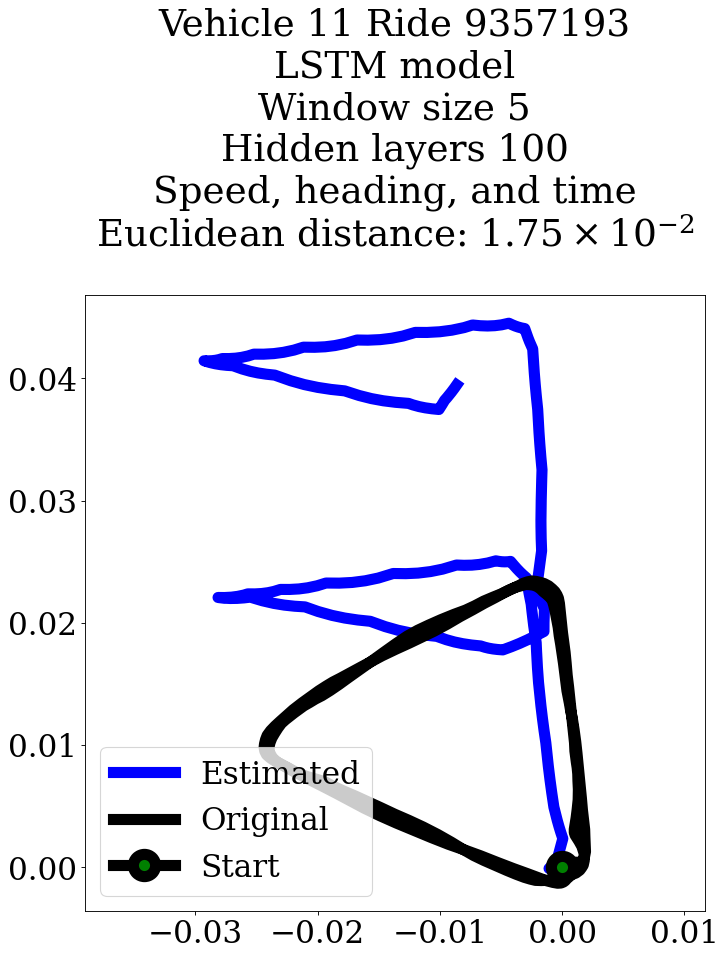 Vehicle 11 Ride 9357193
LSTM model
Window size 5
Hidden layers 100
Speed, heading, and time
Euclidean distance: 1.75 × 10⁻²
0.04
0.03
0.02
0.01
0.00
Estimated
Original
Start
−0.03 −0.02 −0.01 0.00 0.01